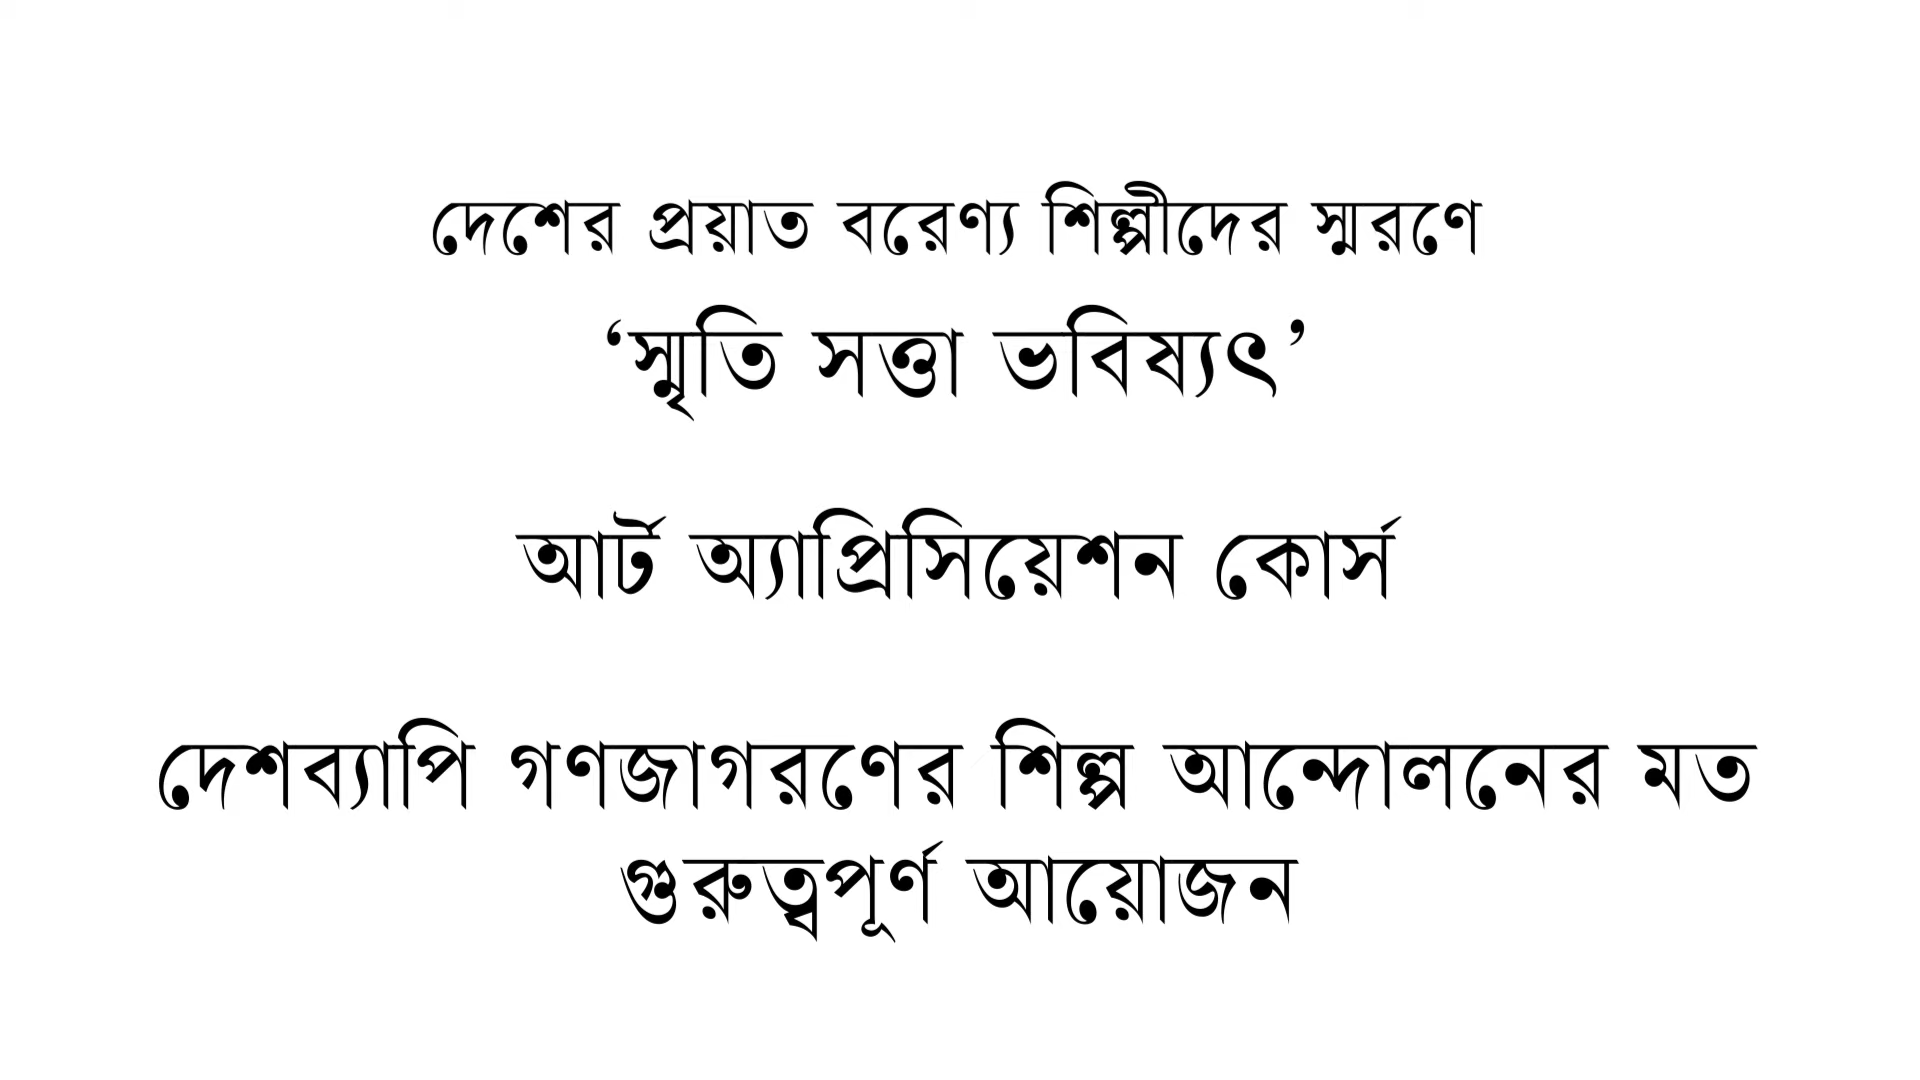 দেশের প্রয়াত বরেণ্য শিল্পীদের স্মরণে
‘স্মৃতি সত্তা ভবিষ্যৎ’
আর্ট অ্যাপ্রিসিয়েশন কোর্স
দেশব্যাপি গণজাগরণের শিল্প আন্দোলনের মত
গুরুত্বপূর্ণ আয়োজন